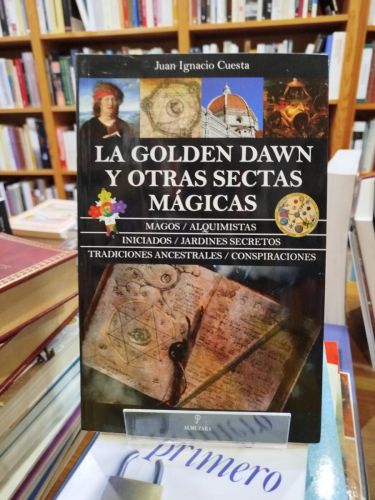 Juan Ignacio Cuesta
LA GOLDEN DAWN
Y OTRAS SECTAS
MÁGICAS
MAGOS / ALQUIMISTAS
INICIADOS / JARDINES SECRETOS
TRADICIONES ANCESTRALES / CONSPIRACIONES
ALMUZARA
primero